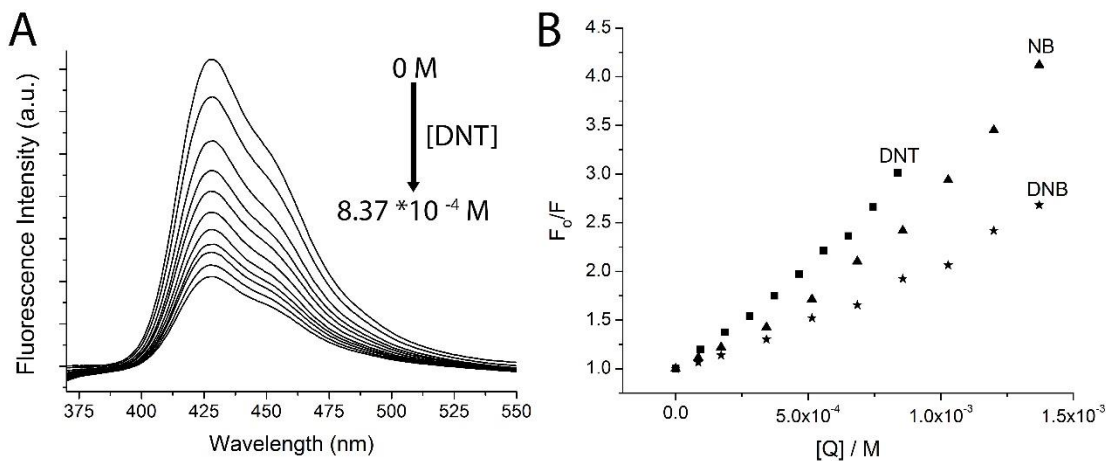 A
Fluorescence Intensity (a.u.)
0 M
[DNT]
8.37 *10 -4 M
375 400 425 450 475 500 525 550
Wavelength (nm)
B
F₀/F
4.5
4.0
3.5
3.0
2.5
2.0
1.5
1.0
NB
DNT
DNB
0.0 5.0x10⁻⁴ 1.0x10⁻³ 1.5x10⁻³
[Q] / M